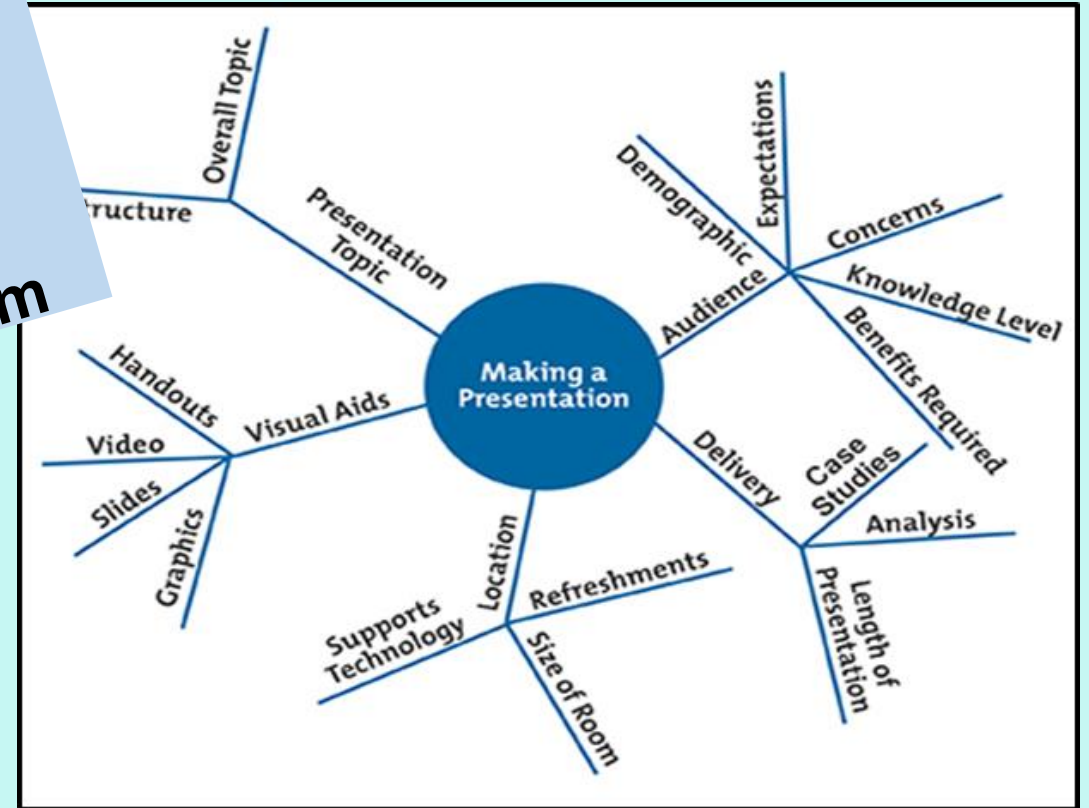 Overall Topic
tructure
Presentation
Topic
m
Expectations
Demographic
Concerns
Audience
Knowledge Level
Benefits Required
Making a
Presentation
Handouts
Visual Aids
Video
Slides
Graphics
Delivery
Case
Studies
Analysis
Length of
Presentation
Location
Refreshments
Supports
Technology
Size of Room